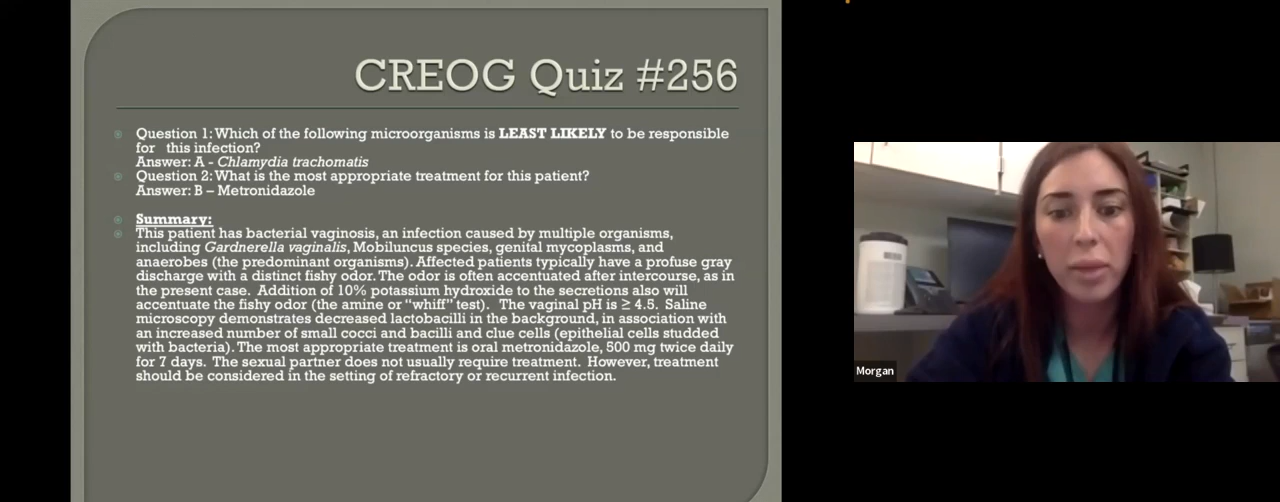 CREOG Quiz #256
Question 1: Which of the following microorganisms is LEAST LIKELY to be responsible
for this infection?
Answer: A - Chlamydia trachomatis
Question 2: What is the most appropriate treatment for this patient?
Answer: B – Metronidazole
Summary:
This patient has bacterial vaginosis, an infection caused by multiple organisms,
including Gardnerella vaginalis, Mobiluncus species, genital mycoplasms, and
anaerobes (the predominant organisms). Affected patients typically have a profuse gray
discharge with a distinct fishy odor. The odor is often accentuated after intercourse, as in
the present case. Addition of 10% potassium hydroxide to the secretions also will
accentuate the fishy odor (the amine or “whiff” test). The vaginal pH is ≥ 4.5. Saline
microscopy demonstrates decreased lactobacilli in the background, in association with
an increased number of small cocci and bacilli and clue cells (epithelial cells studded
with bacteria). The most appropriate treatment is oral metronidazole, 500 mg twice daily
for 7 days. The sexual partner does not usually require treatment. However, treatment
should be considered in the setting of refractory or recurrent infection.
Morgan